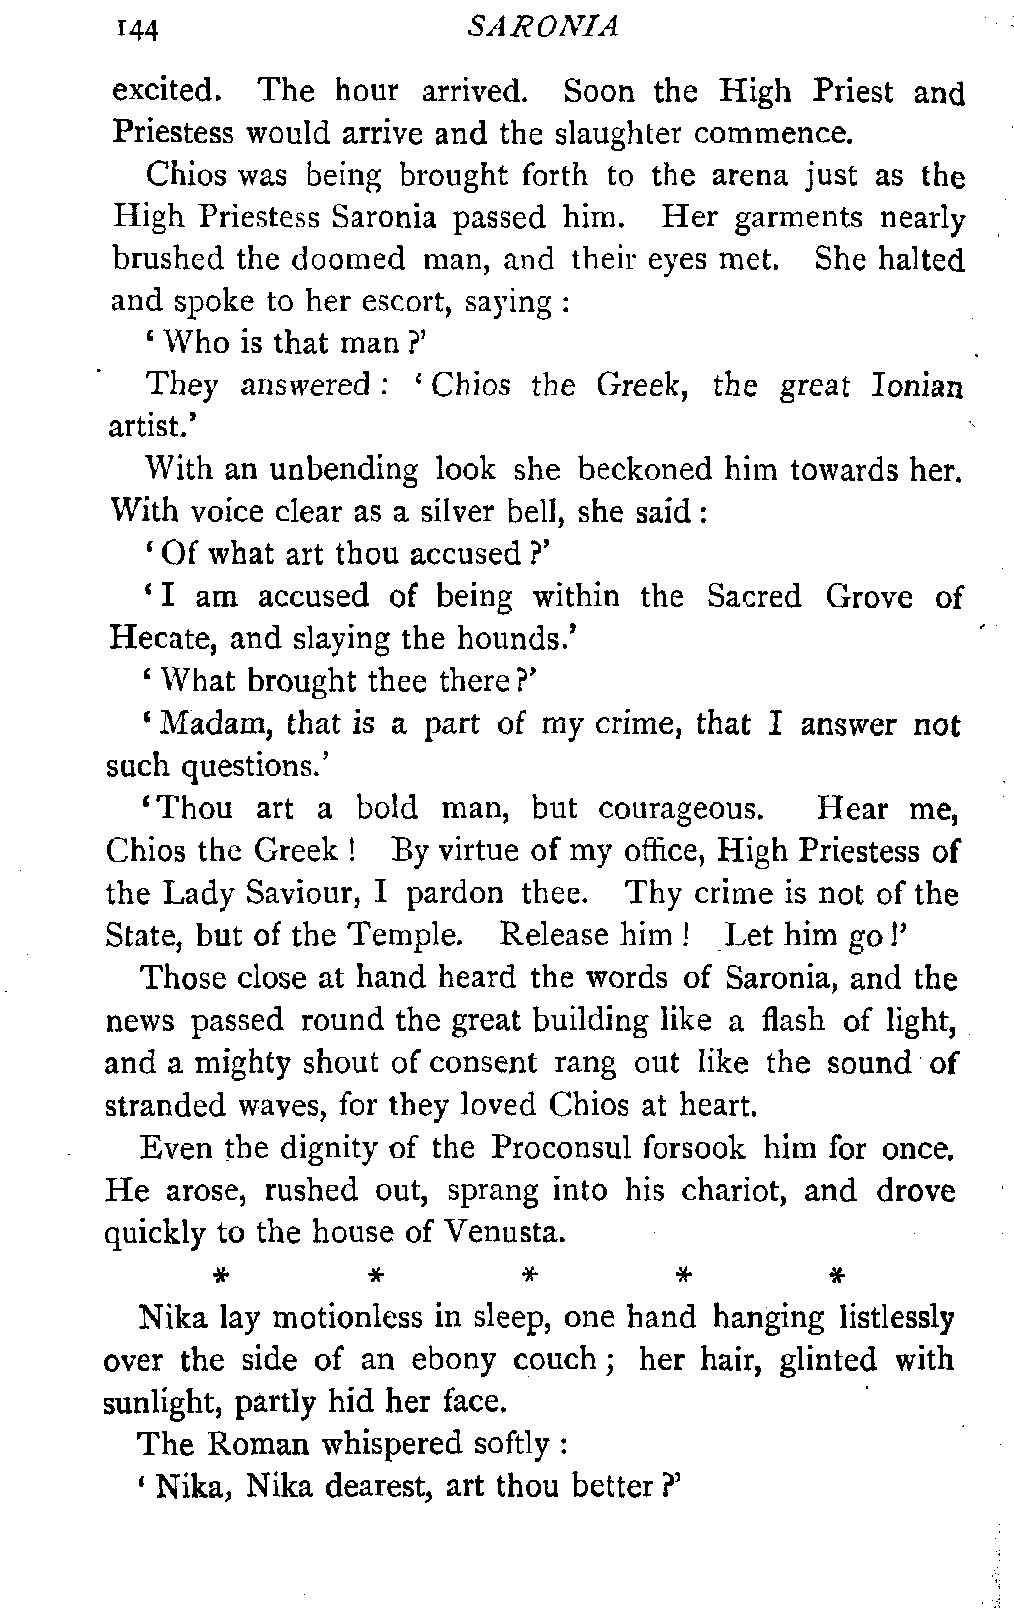 144 SARONIA
excited. The hour arrived. Soon the High Priest and
Priestess would arrive and the slaughter commence.
Chios was being brought forth to the arena just as the
High Priestess Saronia passed him. Her garments nearly
brushed the doomed man, and their eyes met. She halted
and spoke to her escort, saying :
‘ Who is that man ?’
They answered : ‘ Chios the Greek, the great Ionian
artist.’
With an unbending look she beckoned him towards her.
With voice clear as a silver bell, she said :
‘ Of what art thou accused ?’
‘ I am accused of being within the Sacred Grove of
Hecate, and slaying the hounds.’
‘ What brought thee there ?’
‘ Madam, that is a part of my crime, that I answer not
such questions.’
‘ Thou art a bold man, but courageous. Hear me,
Chios the Greek ! By virtue of my office, High Priestess of
the Lady Saviour, I pardon thee. Thy crime is not of the
State, but of the Temple. Release him ! Let him go !’
Those close at hand heard the words of Saronia, and the
news passed round the great building like a flash of light,
and a mighty shout of consent rang out like the sound of
stranded waves, for they loved Chios at heart.
Even the dignity of the Proconsul forsook him for once.
He arose, rushed out, sprang into his chariot, and drove
quickly to the house of Venusta.
* * * * *
Nika lay motionless in sleep, one hand hanging listlessly
over the side of an ebony couch ; her hair, glinted with
sunlight, partly hid her face.
The Roman whispered softly :
‘ Nika, Nika dearest, art thou better ?’